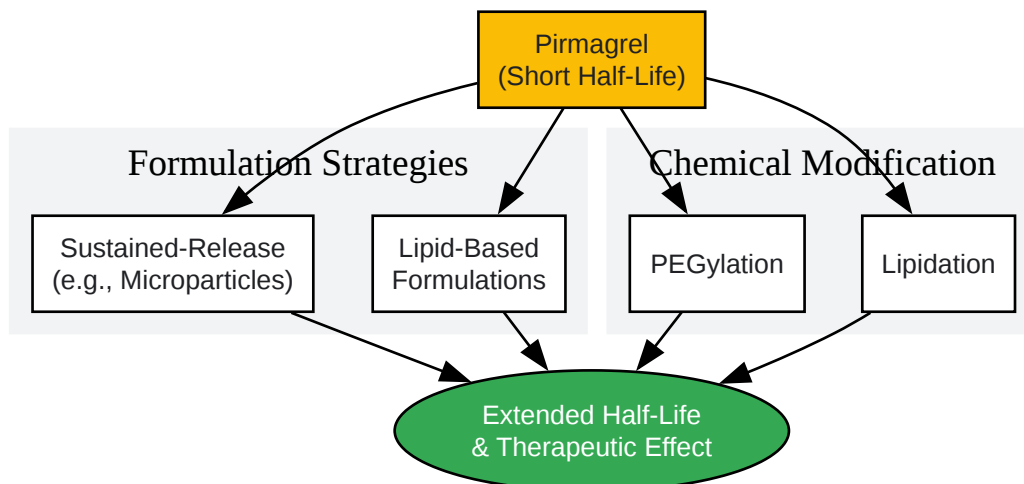 Pirmagrel
(Short Half-Life)
Formulation Strategies
Chemical Modification
Sustained-Release
(e.g., Microparticles)
Lipid-Based
Formulations
PEGylation
Lipidation
Extended Half-Life
& Therapeutic Effect